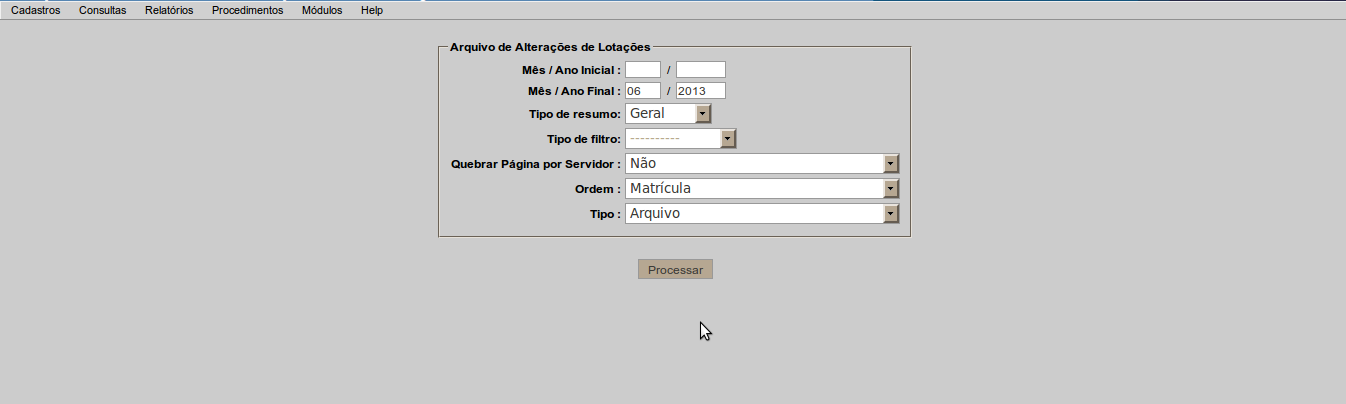 Cadastros Consultas Relatórios Procedimentos Módulos Help
Arquivo de Alterações de Lotações
Mês / Ano Inicial : /
Mês / Ano Final : 06 / 2013
Tipo de resumo: Geral
Tipo de filtro: ----------
Quebrar Página por Servidor : Não
Ordem : Matrícula
Tipo : Arquivo
Processar